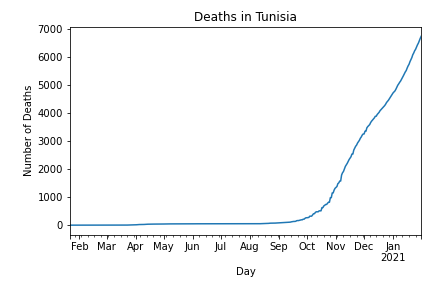 Deaths in Tunisia
7000
6000
5000
4000
3000
2000
1000
0
Number of Deaths
Feb Mar Apr May Jun Jul Aug Sep Oct Nov Dec Jan
2021
Day